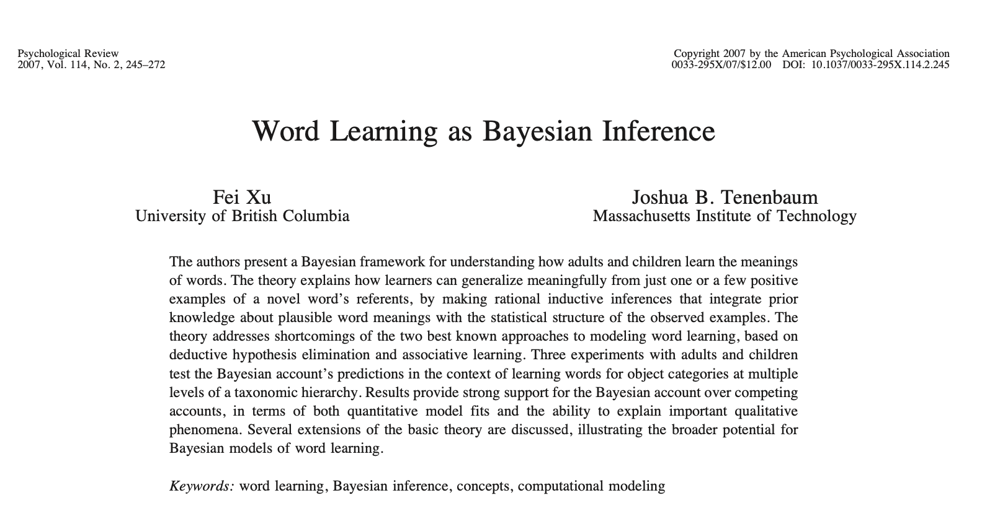 Psychological Review
2007, Vol. 114, No. 2, 245–272
Copyright 2007 by the American Psychological Association
0033-295X/07/$12.00 DOI: 10.1037/0033-295X.114.2.245
Word Learning as Bayesian Inference
Fei Xu
University of British Columbia
Joshua B. Tenenbaum
Massachusetts Institute of Technology
The authors present a Bayesian framework for understanding how adults and children learn the meanings
of words. The theory explains how learners can generalize meaningfully from just one or a few positive
examples of a novel word’s referents, by making rational inductive inferences that integrate prior
knowledge about plausible word meanings with the statistical structure of the observed examples. The
theory addresses shortcomings of the two best known approaches to modeling word learning, based on
deductive hypothesis elimination and associative learning. Three experiments with adults and children
test the Bayesian account’s predictions in the context of learning words for object categories at multiple
levels of a taxonomic hierarchy. Results provide strong support for the Bayesian account over competing
accounts, in terms of both quantitative model fits and the ability to explain important qualitative
phenomena. Several extensions of the basic theory are discussed, illustrating the broader potential for
Bayesian models of word learning.
Keywords: word learning, Bayesian inference, concepts, computational modeling